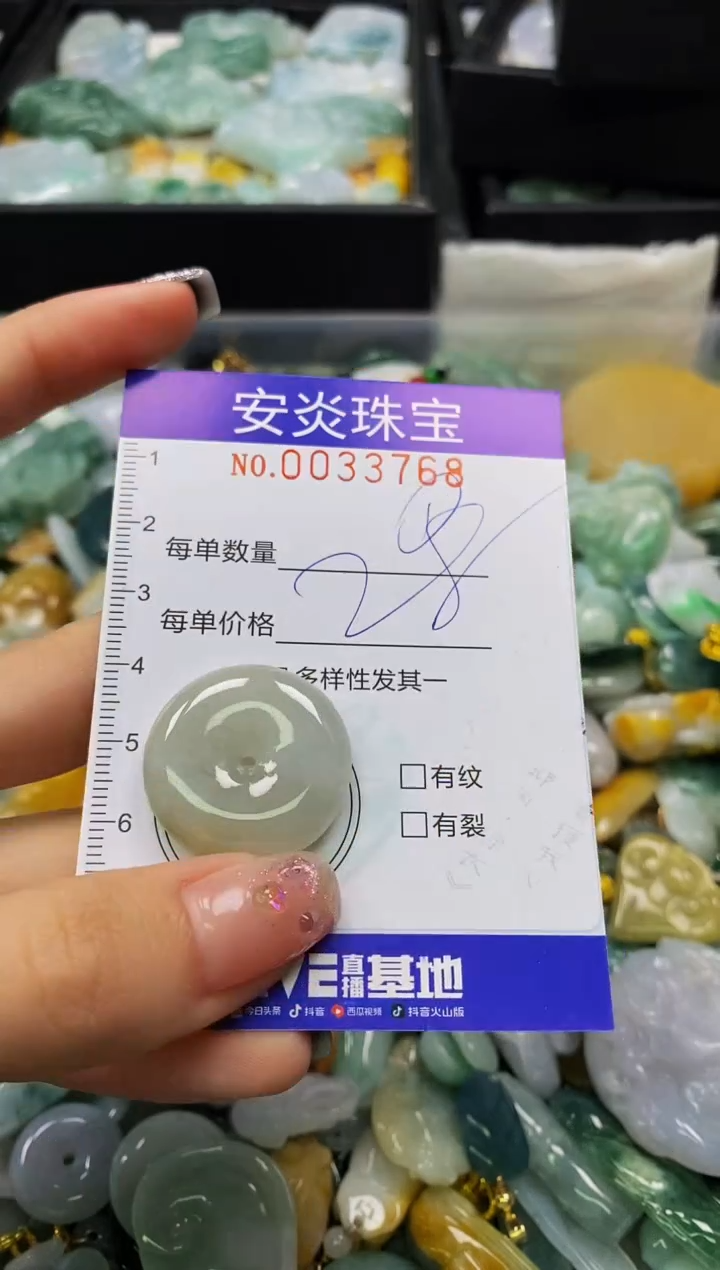 安炎珠宝
NO.0033768
1
2
每单数量
3
28
每单价格
4
多样性发其一
5
□有纹
6
□有裂
VE直播基地
今日头条 抖音 西瓜视频 抖音火山版